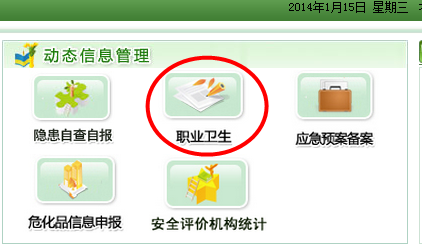 2014年1月15日 星期三
动态信息管理
隐患自查自报
职业卫生
应急预案备案
危化品信息申报
安全评价机构统计